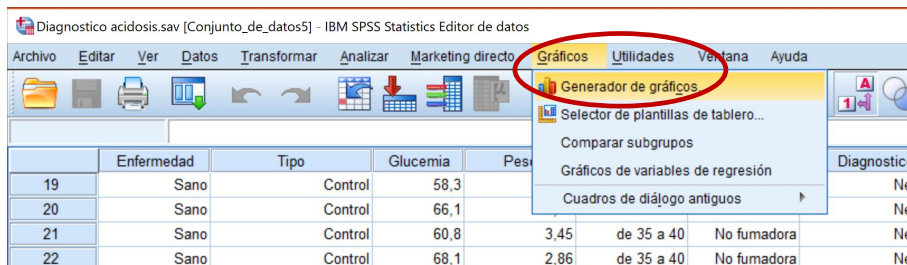 Diagnostico acidosis.sav [Conjunto_de_datos5] - IBM SPSS Statistics Editor de datos
Archivo Editar Ver Datos Transformar Analizar Marketing directo Gráficos Utilidades Ventana Ayuda
Generador de gráficos
Selector de plantillas de tablero...
Comparar subgrupos
Gráficos de variables de regresión
Cuadros de diálogo antiguos
Enfermedad Tipo Glucemia Peso Diagnostico
19 Sano Control 58,3 Ne
20 Sano Control 66,1 Ne
21 Sano Control 60,8 3,45 de 35 a 40 No fumadora Ne
22 Sano Control 68,1 2,86 de 35 a 40 No fumadora Ne